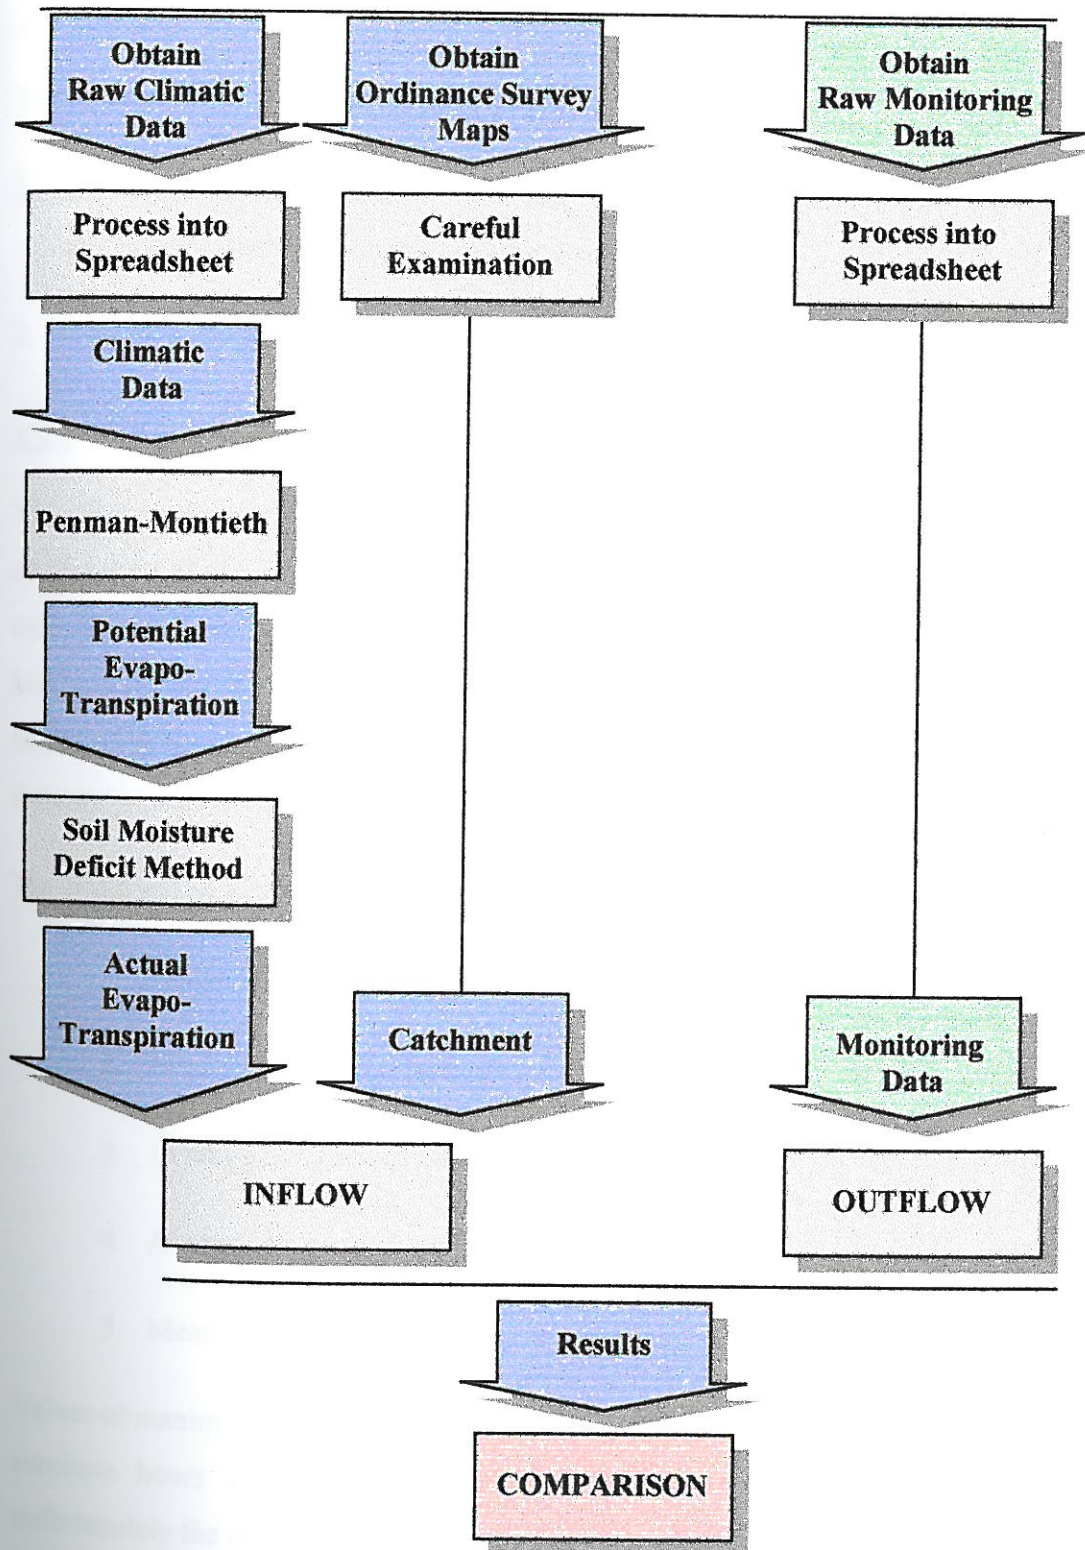 Obtain
Raw Climatic
Data
Obtain
Ordinance Survey
Maps
Obtain
Raw Monitoring
Data
Process into
Spreadsheet
Careful
Examination
Process into
Spreadsheet
Climatic
Data
Penman-Montieth
Potential
Evapo-
Transpiration
Soil Moisture
Deficit Method
Actual
Evapo-
Transpiration
Catchment
Monitoring
Data
INFLOW
OUTFLOW
Results
COMPARISON